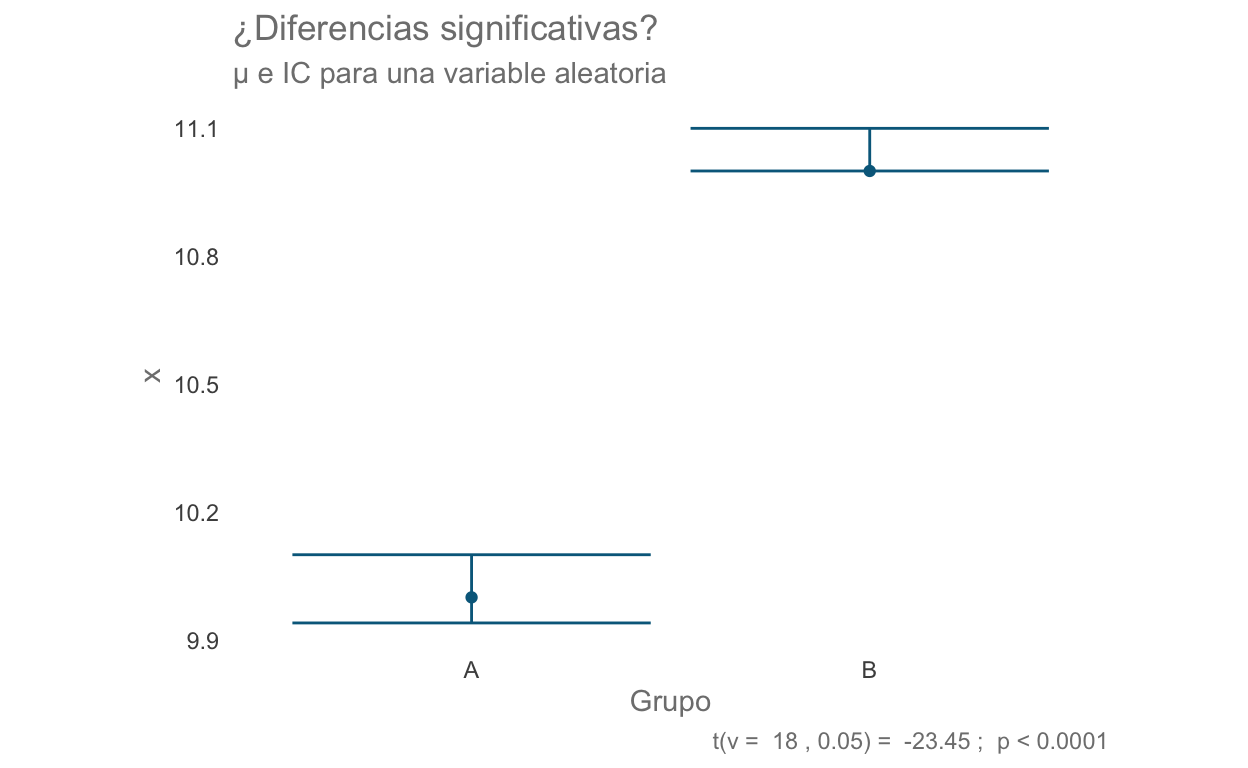 ¿Diferencias significativas?
μ e IC para una variable aleatoria
11.1
10.8
x
10.5
10.2
9.9
A
B
Grupo
t(v =  18 , 0.05) =  -23.45 ;  p < 0.0001